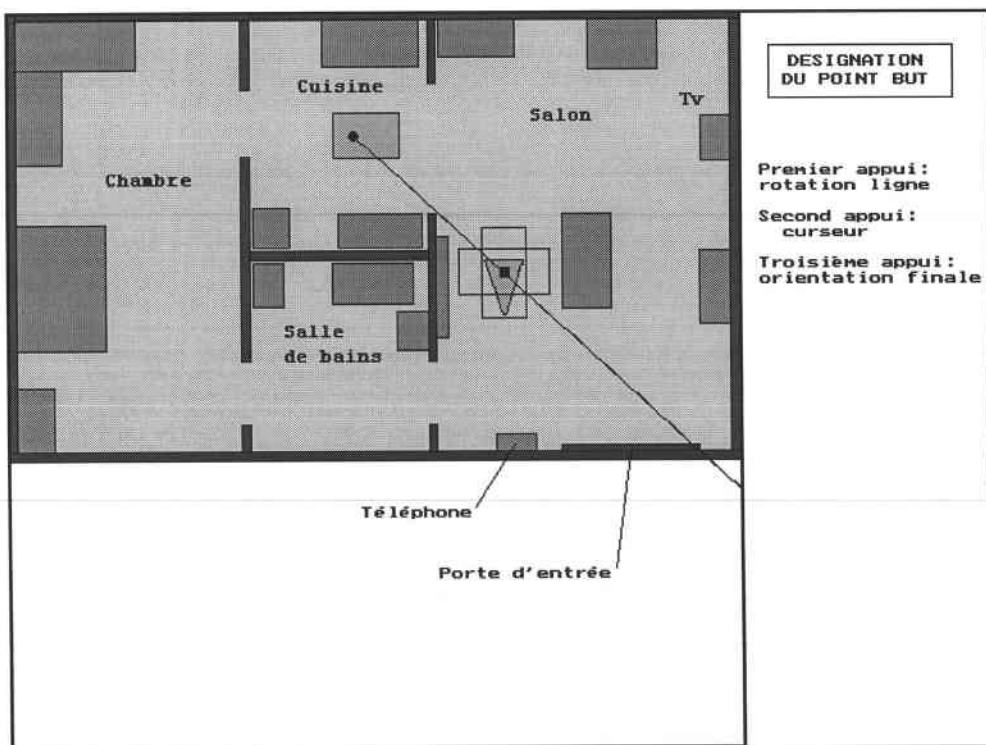 DESIGNATION
DU POINT BUT
Cuisine
Tv
Salon
Chambre
Premier appui:
rotation ligne
Second appui:
curseur
Troisième appui:
orientation finale
Salle
de bains
Téléphone
Porte d'entrée